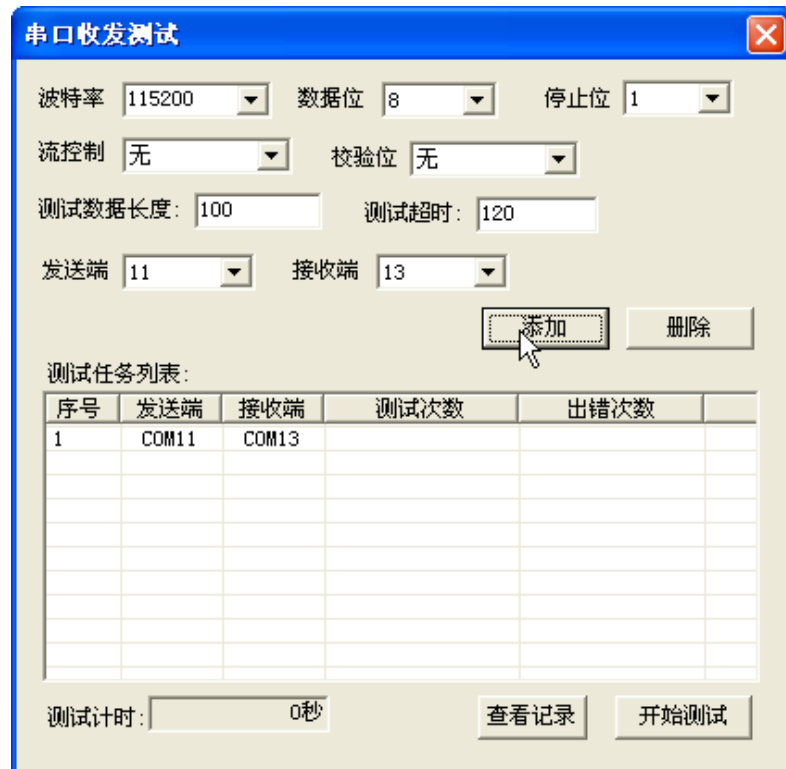 串口收发测试
波特率 115200 数据位 8 停止位 1
流控制 无 校验位 无
测试数据长度: 100 测试超时: 120
发送端 11 接收端 13
添加 删除
测试任务列表:
序号 发送端 接收端 测试次数 出错次数
1 COM11 COM13
测试计时: 0秒 查看记录 开始测试